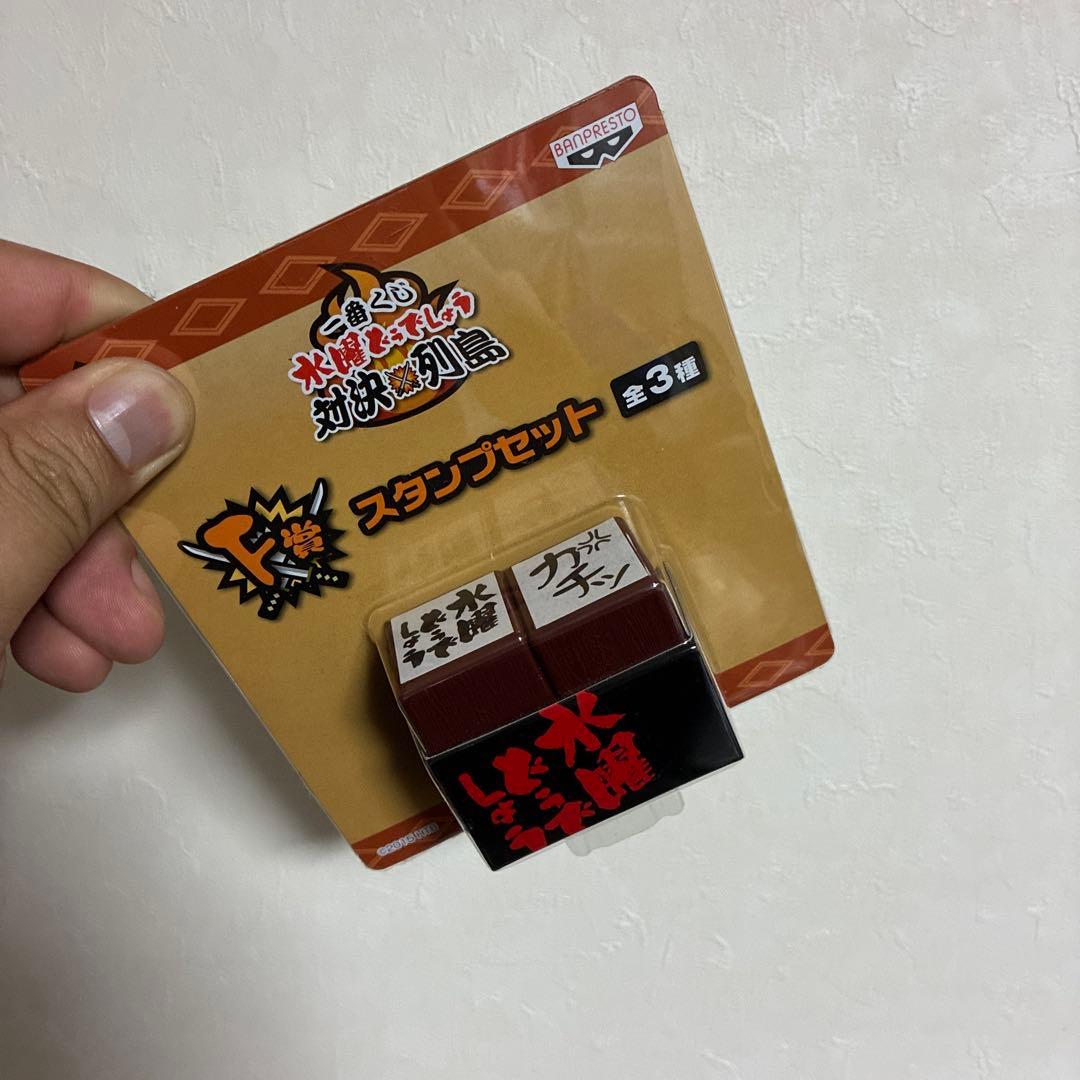 BANPRESTO
一番くじ
水曜どうでしょう
対決列島
F賞
スタンプセット
全3種
水曜
どうで
しょう
カチン
水曜
どうで
しょう
©2015 HTB